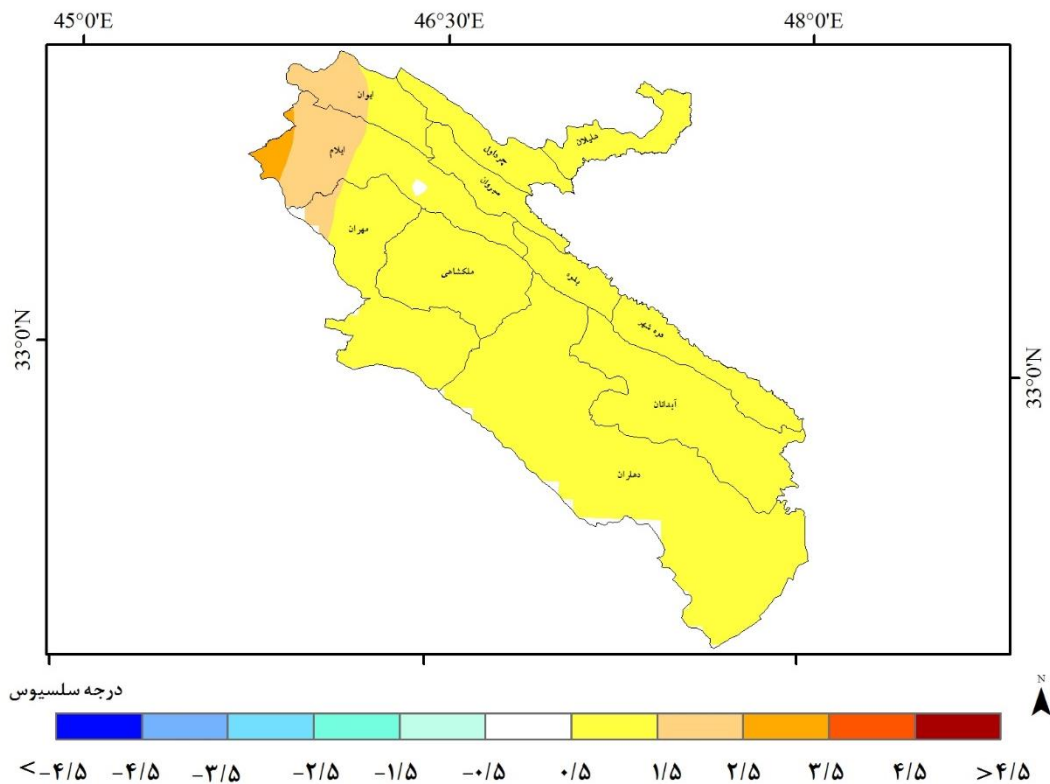 45°0'E 46°30'E 48°0'E
ایوان
هلیلان
ایلام
چرداول
سیروان
مهران
ملکشاهی
بدره
دره شهر
33°0'N 33°0'N
آبدانان
دهلران
درجه سلسیوس
N
<-۴/۵ -۴/۵ -۳/۵ -۲/۵ -۱/۵ -۰/۵ ۰/۵ ۱/۵ ۲/۵ ۳/۵ ۴/۵ >۴/۵